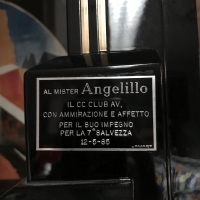 AL MISTER Angelillo
IL CC CLUB AV,
CON AMMIRAZIONE E AFFETTO
PER IL SUO IMPEGNO
PER LA 7ª SALVEZZA
12-5-85